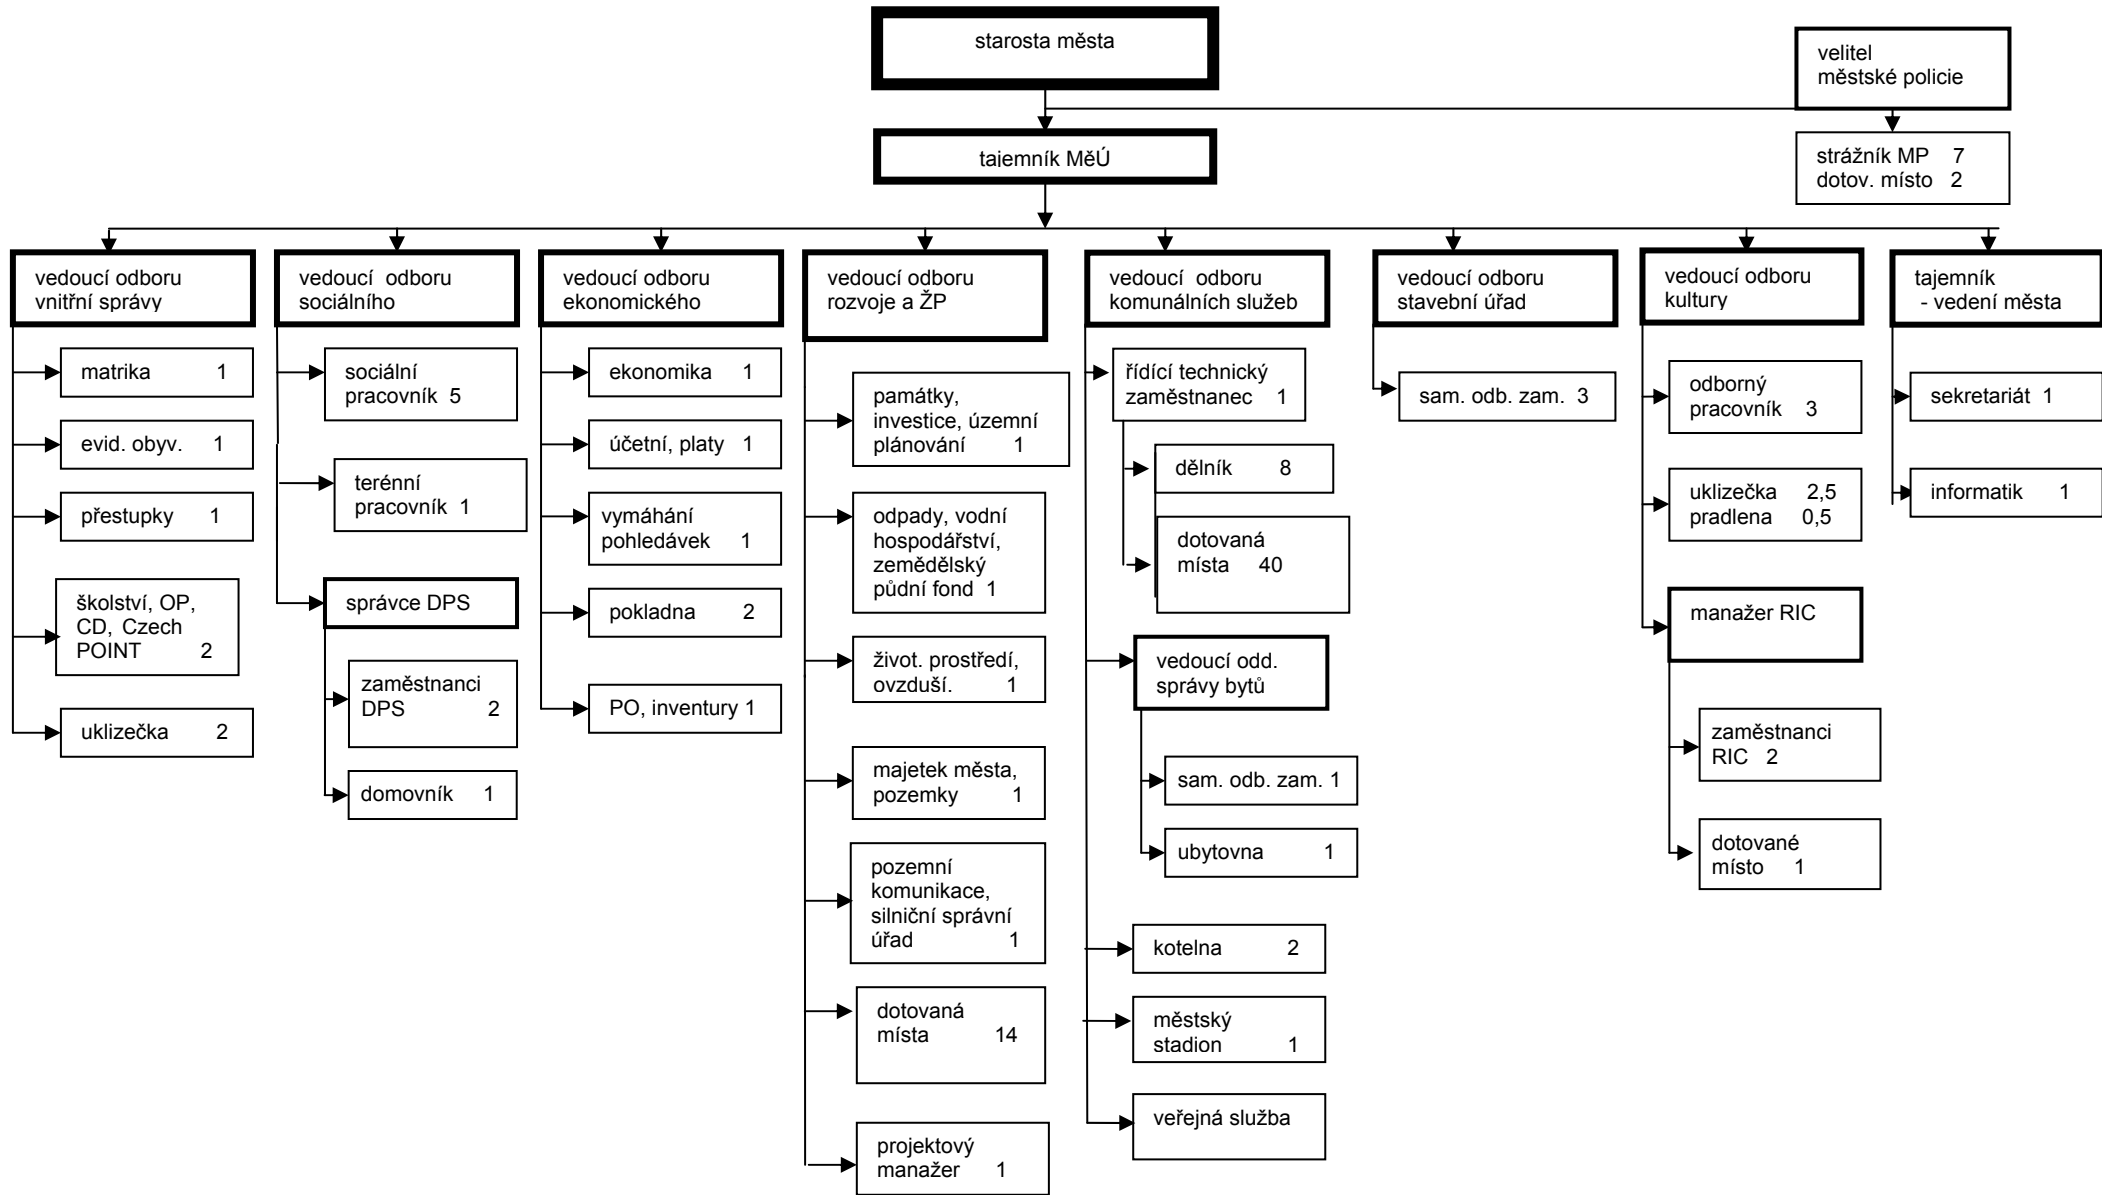 starosta města
velitel
městské policie
tajemník MěÚ
strážník MP 7
dotov. místo 2
vedoucí odboru
vnitřní správy
matrika 1
evid. obyv. 1
přestupky 1
školství, OP,
CD, Czech
POINT 2
uklizečka 2
vedoucí odboru
sociálního
sociální
pracovník 5
terénní
pracovník 1
správce DPS
zaměstnanci
DPS 2
domovník 1
vedoucí odboru
ekonomického
ekonomika 1
účetní, platy 1
vymáhání
pohledávek 1
pokladna 2
PO, inventury 1
vedoucí odboru
rozvoje a ŽP
památky,
investice, územní
plánování 1
odpady, vodní
hospodářství,
zemědělský
půdní fond 1
život. prostředí,
ovzduší. 1
majetek města,
pozemky 1
pozemní
komunikace,
silniční správní
úřad 1
dotovaná
místa 14
projektový
manažer 1
vedoucí odboru
komunálních služeb
řídící technický
zaměstnanec 1
dělník 8
dotovaná
místa 40
vedoucí odd.
správy bytů
sam. odb. zam. 1
ubytovna 1
kotelna 2
městský
stadion 1
veřejná služba
vedoucí odboru
stavební úřad
sam. odb. zam. 3
vedoucí odboru
kultury
odborný
pracovník 3
uklizečka 2,5
pradlena 0,5
manažer RIC
zaměstnanci
RIC 2
dotované
místo 1
tajemník
- vedení města
sekretariát 1
informatik 1